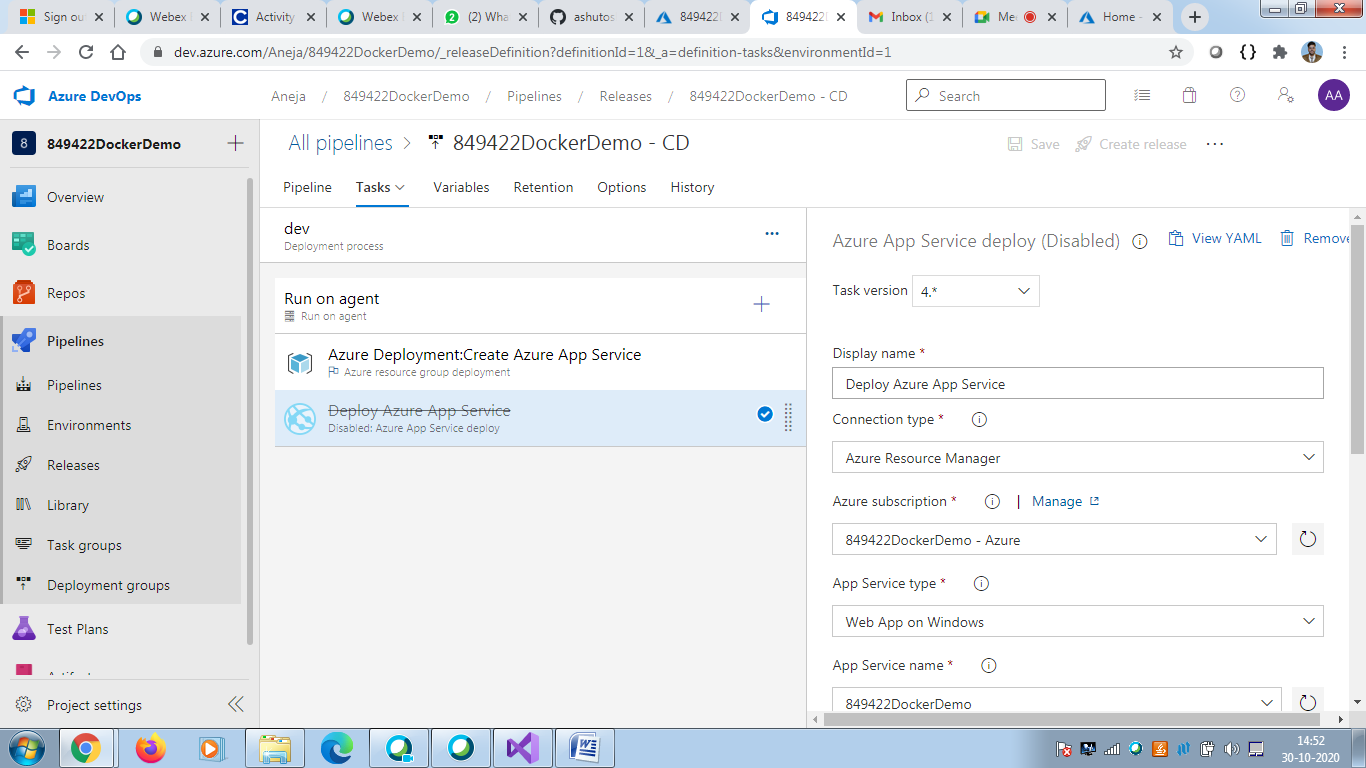 Sign ou
Webex
Activity
Webex
(2) Wha
ashutos
849422
849422
Inbox (1
Me
Home -
dev.azure.com/Aneja/849422DockerDemo/_releaseDefinition?definitionId=1&_a=definition-tasks&environmentId=1
Azure DevOps
Aneja / 849422DockerDemo / Pipelines / Releases / 849422DockerDemo - CD
Search
AA
8 849422DockerDemo
All pipelines > 849422DockerDemo - CD
Save
Create release
Pipeline
Tasks
Variables
Retention
Options
History
Overview
Boards
Repos
Pipelines
Pipelines
Environments
Releases
Library
Task groups
Deployment groups
Test Plans
Project settings
dev
Deployment process
Run on agent
Run on agent
Azure Deployment:Create Azure App Service
Azure resource group deployment
Deploy Azure App Service
Disabled: Azure App Service deploy
Azure App Service deploy (Disabled)
View YAML
Remove
Task version 4.*
Display name *
Deploy Azure App Service
Connection type *
Azure Resource Manager
Azure subscription * | Manage
849422DockerDemo - Azure
App Service type *
Web App on Windows
App Service name *
849422DockerDemo
14:52
30-10-2020